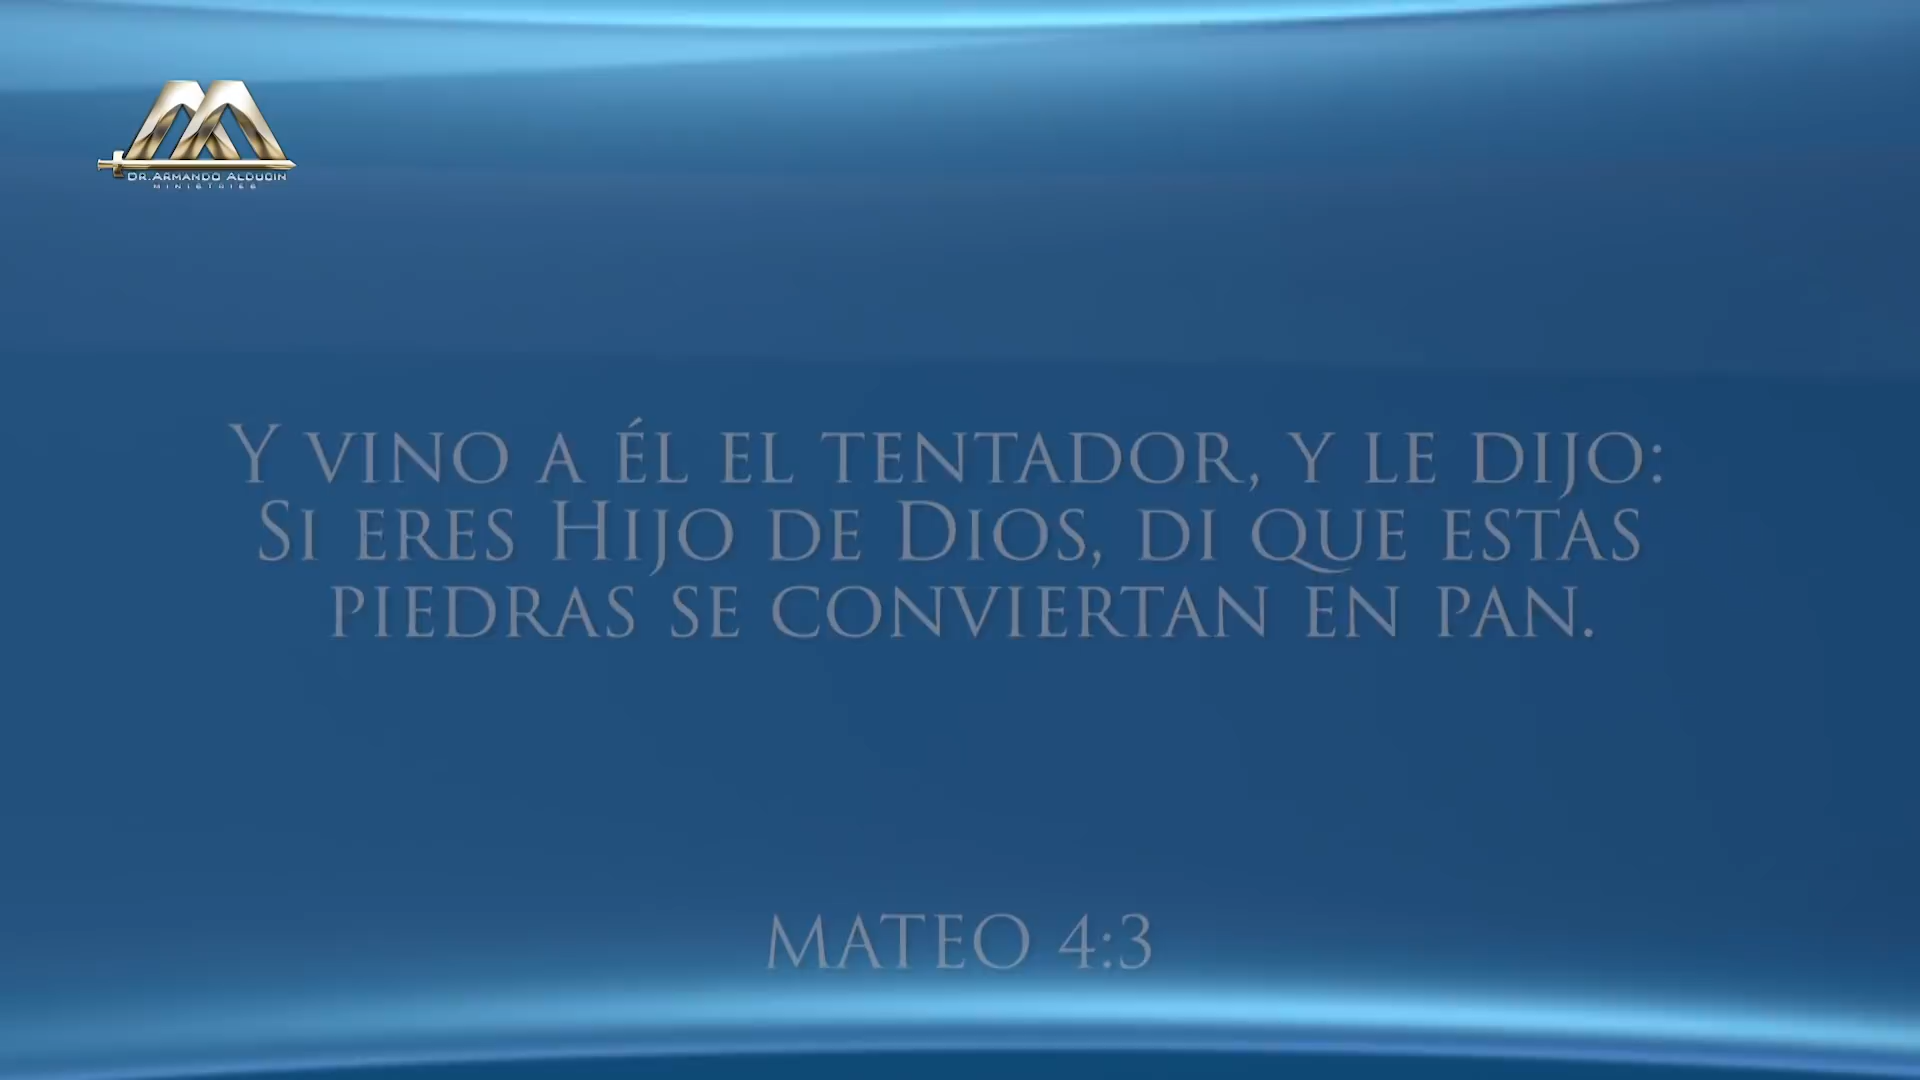 DR. ARMANDO ALDUCIN
MINISTRIES
Y VINO A ÉL EL TENTADOR, Y LE DIJO:
SI ERES HIJO DE DIOS, DI QUE ESTAS
PIEDRAS SE CONVIERTAN EN PAN.
MATEO 4:3